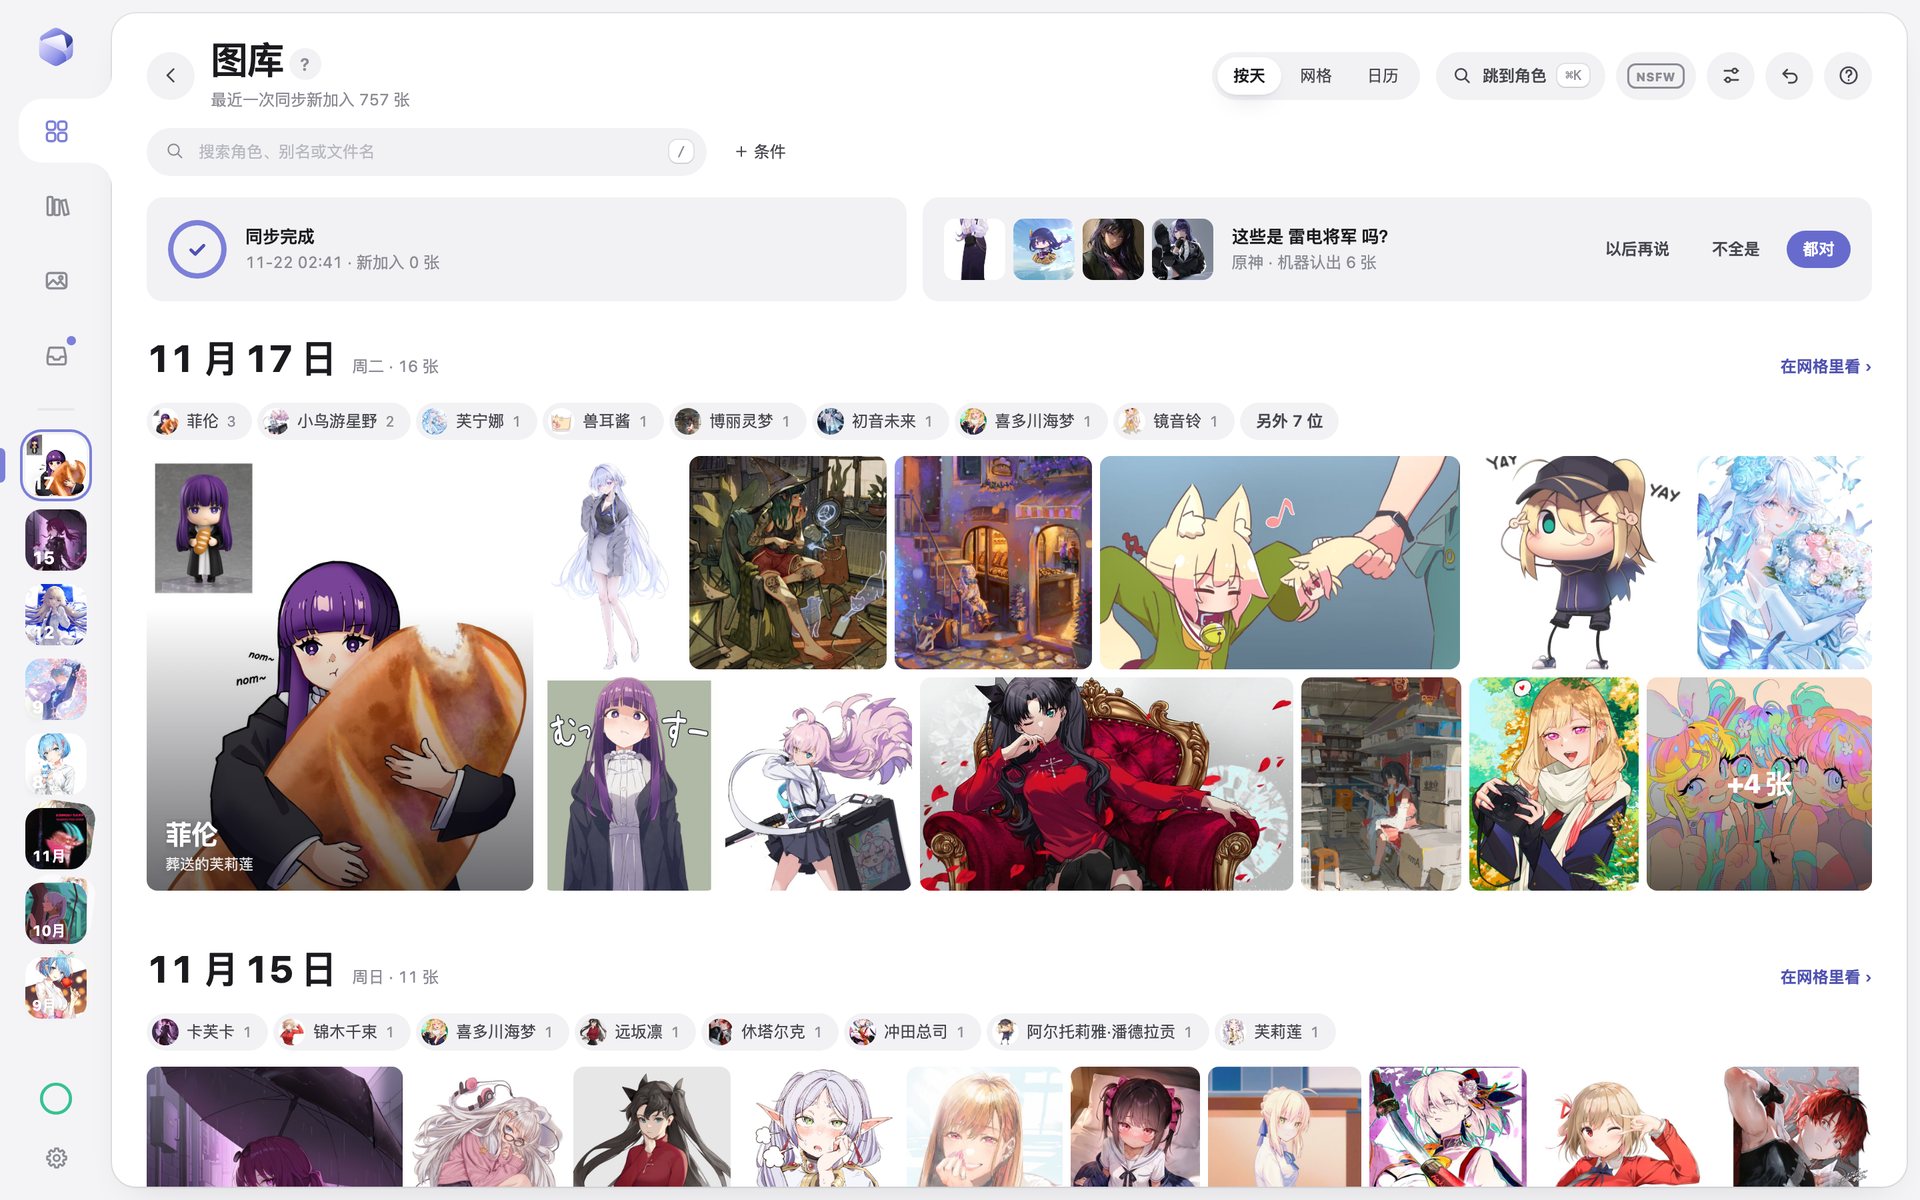 图库 ?
最近一次同步新加入 757 张
按天 网格 日历
跳到角色 ⌘K
NSFW
搜索角色、别名或文件名 /
+ 条件
同步完成
11-22 02:41 · 新加入 0 张
这些是 雷电将军 吗?
原神 · 机器认出 6 张
以后再说 不全是 都对
11 月 17 日 周二 · 16 张
在网格里看 ›
菲伦 3 小鸟游星野 2 芙宁娜 1 兽耳酱 1 博丽灵梦 1 初音未来 1 喜多川海梦 1 镜音铃 1 另外 7 位
17
15
12
9
8
11月
10月
9月
nom~
nom~
菲伦
葬送的芙莉莲
むっ すー
YAY
YAY
+4 张
11 月 15 日 周日 · 11 张
在网格里看 ›
卡芙卡 1 锦木千束 1 喜多川海梦 1 远坂凛 1 休塔尔克 1 冲田总司 1 阿尔托莉雅·潘德拉贡 1 芙莉莲 1